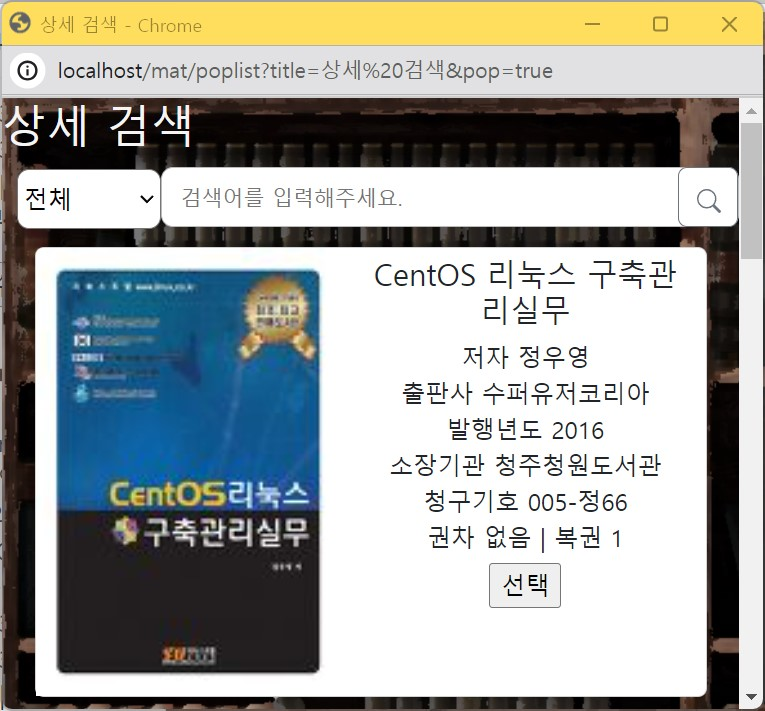 상세 검색 - Chrome
localhost/mat/poplist?title=상세%20검색&pop=true
상세 검색
전체
검색어를 입력해주세요.
CentOS 리눅스 구축관
리실무
저자 정우영
출판사 수퍼유저코리아
발행년도 2016
소장기관 청주청원도서관
청구기호 005-정66
권차 없음 | 복권 1
선택
CentOS리눅스
구축관리실무